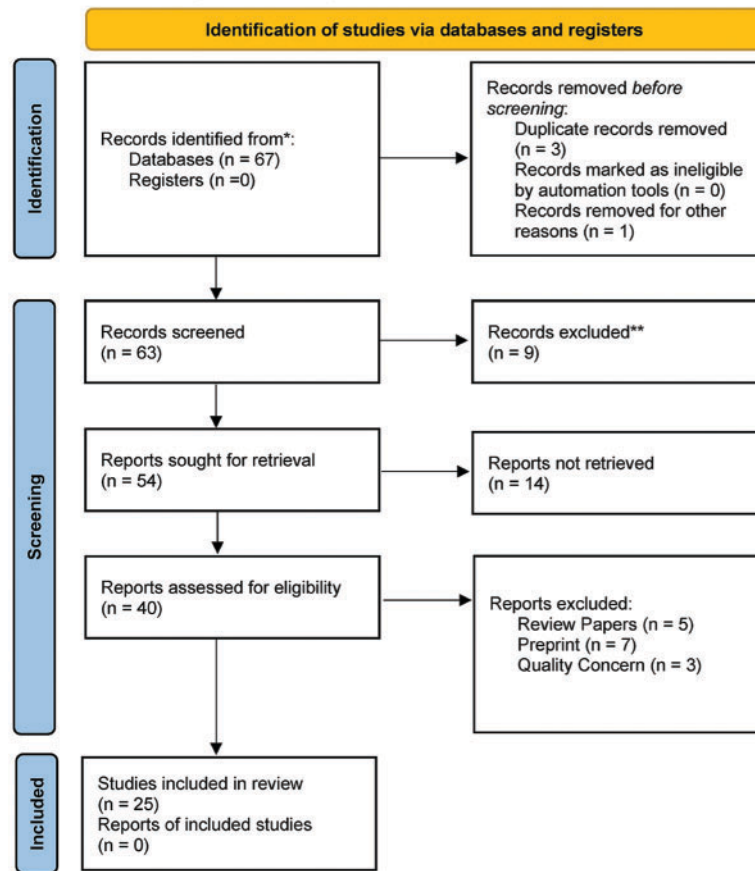 Identification of studies via databases and registers
Identification
Records identified from*:
Databases (n = 67)
Registers (n =0)
Records removed before
screening:
Duplicate records removed
(n = 3)
Records marked as ineligible
by automation tools (n = 0)
Records removed for other
reasons (n = 1)
Screening
Records screened
(n = 63)
Records excluded**
(n = 9)
Reports sought for retrieval
(n = 54)
Reports not retrieved
(n = 14)
Reports assessed for eligibility
(n = 40)
Reports excluded:
Review Papers (n = 5)
Preprint (n = 7)
Quality Concern (n = 3)
Included
Studies included in review
(n = 25)
Reports of included studies
(n = 0)